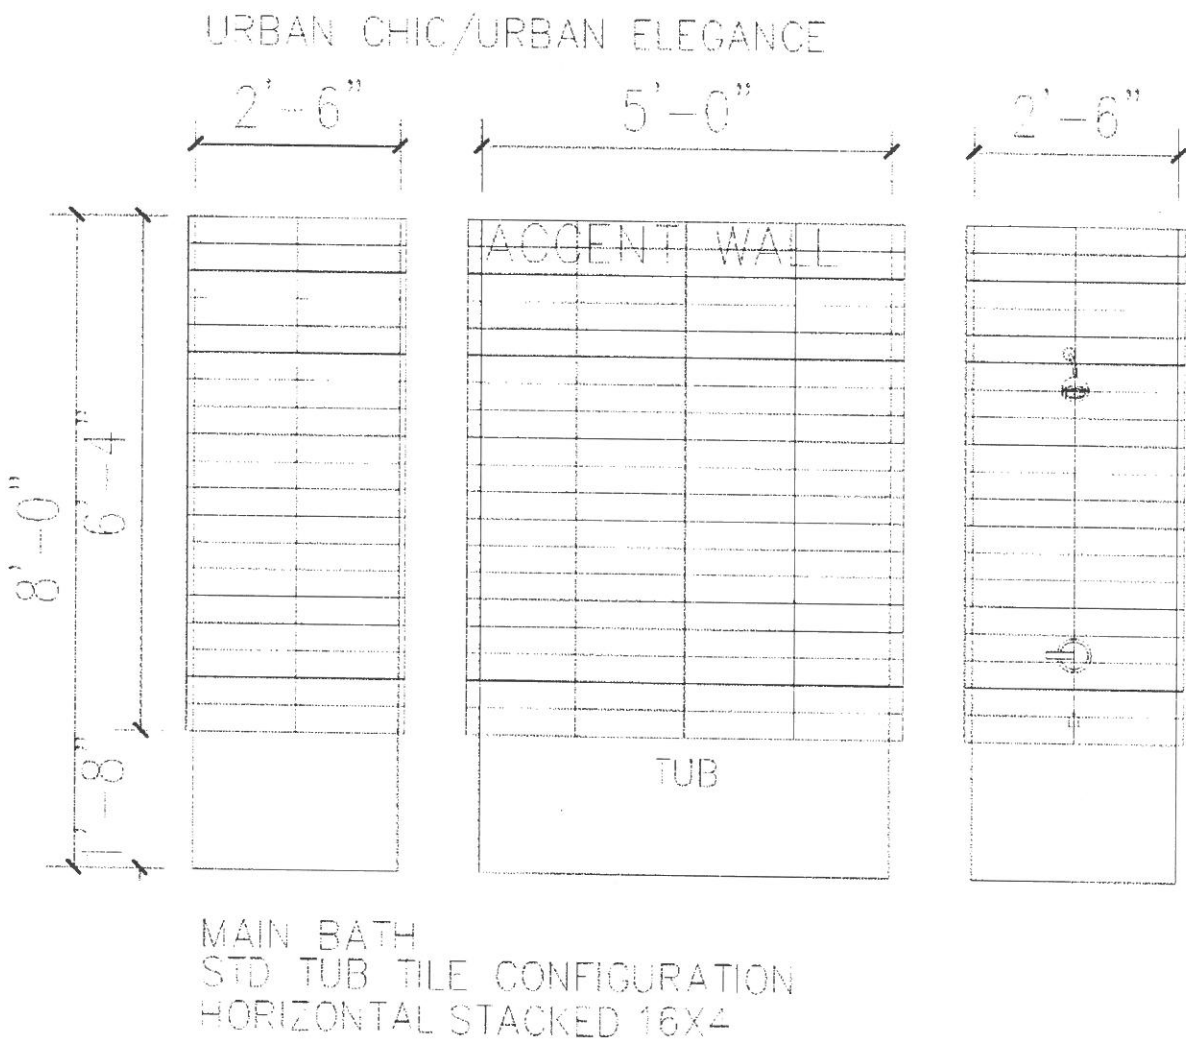 URBAN CHIC/URBAN ELEGANCE
2'-6"
5'-0"
2'-6"
ACCENT WALL
8'-0"
6'-4"
1'-8"
TUB
MAIN BATH
STD TUB TILE CONFIGURATION
HORIZONTAL STACKED 16X4